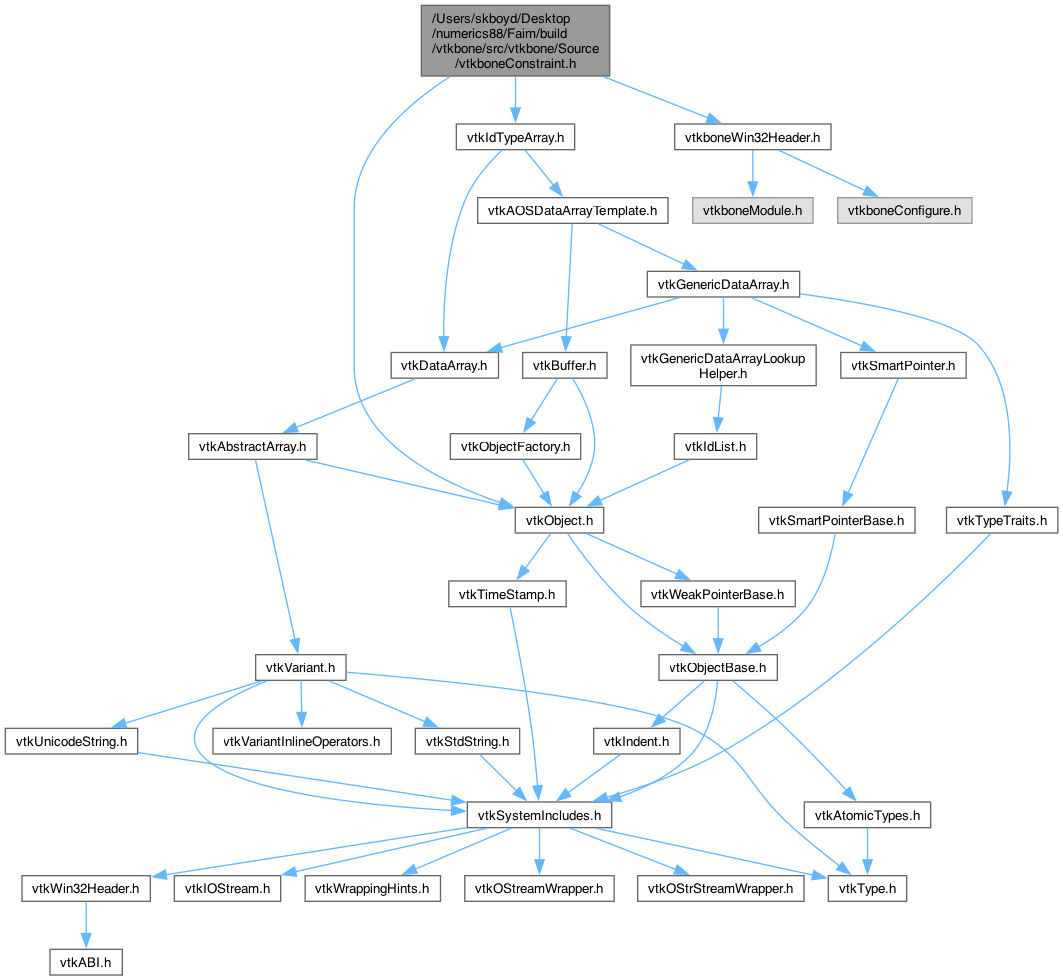 /Users/skboyd/Desktop
/numerics88/Faim/build
/vtkbone/src/vtkbone/Source
/vtkboneConstraint.h
vtkIdTypeArray.h
vtkboneWin32Header.h
vtkAOSDataArrayTemplate.h
vtkboneModule.h
vtkboneConfigure.h
vtkGenericDataArray.h
vtkDataArray.h
vtkBuffer.h
vtkGenericDataArrayLookup
Helper.h
vtkSmartPointer.h
vtkAbstractArray.h
vtkObjectFactory.h
vtkIdList.h
vtkObject.h
vtkSmartPointerBase.h
vtkTypeTraits.h
vtkTimeStamp.h
vtkWeakPointerBase.h
vtkVariant.h
vtkObjectBase.h
vtkUnicodeString.h
vtkVariantInlineOperators.h
vtkStdString.h
vtkIndent.h
vtkSystemIncludes.h
vtkAtomicTypes.h
vtkWin32Header.h
vtkIOStream.h
vtkWrappingHints.h
vtkOStreamWrapper.h
vtkOStrStreamWrapper.h
vtkType.h
vtkABI.h